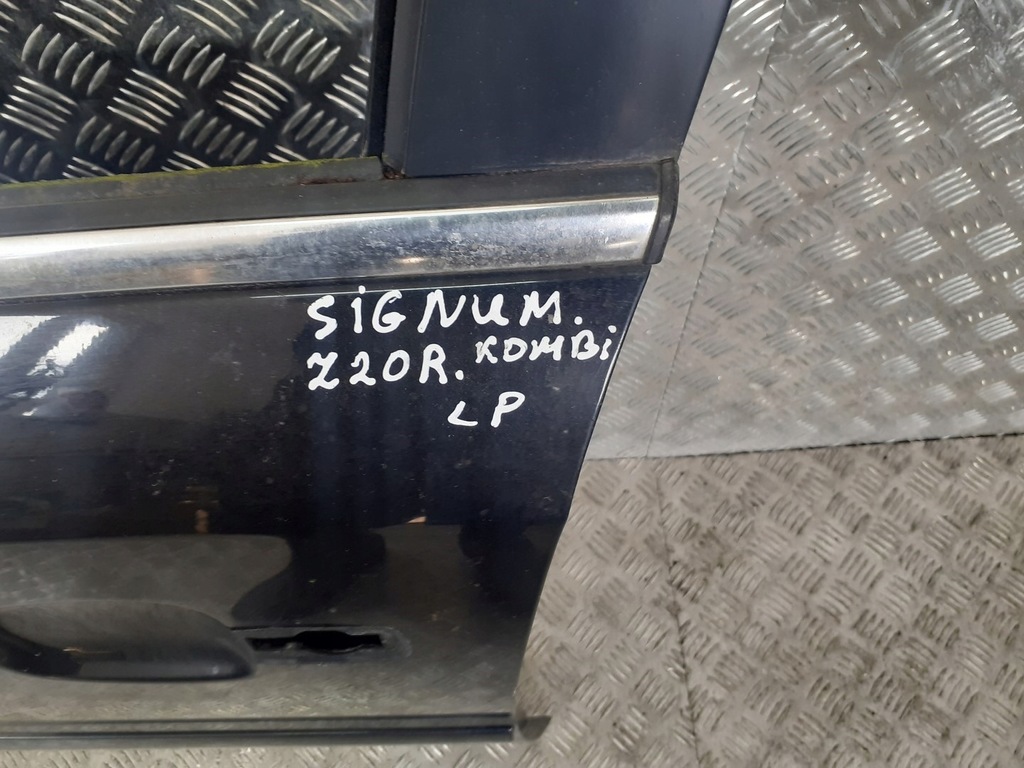 SiGNUM.
Z20R. KOMBi
LP